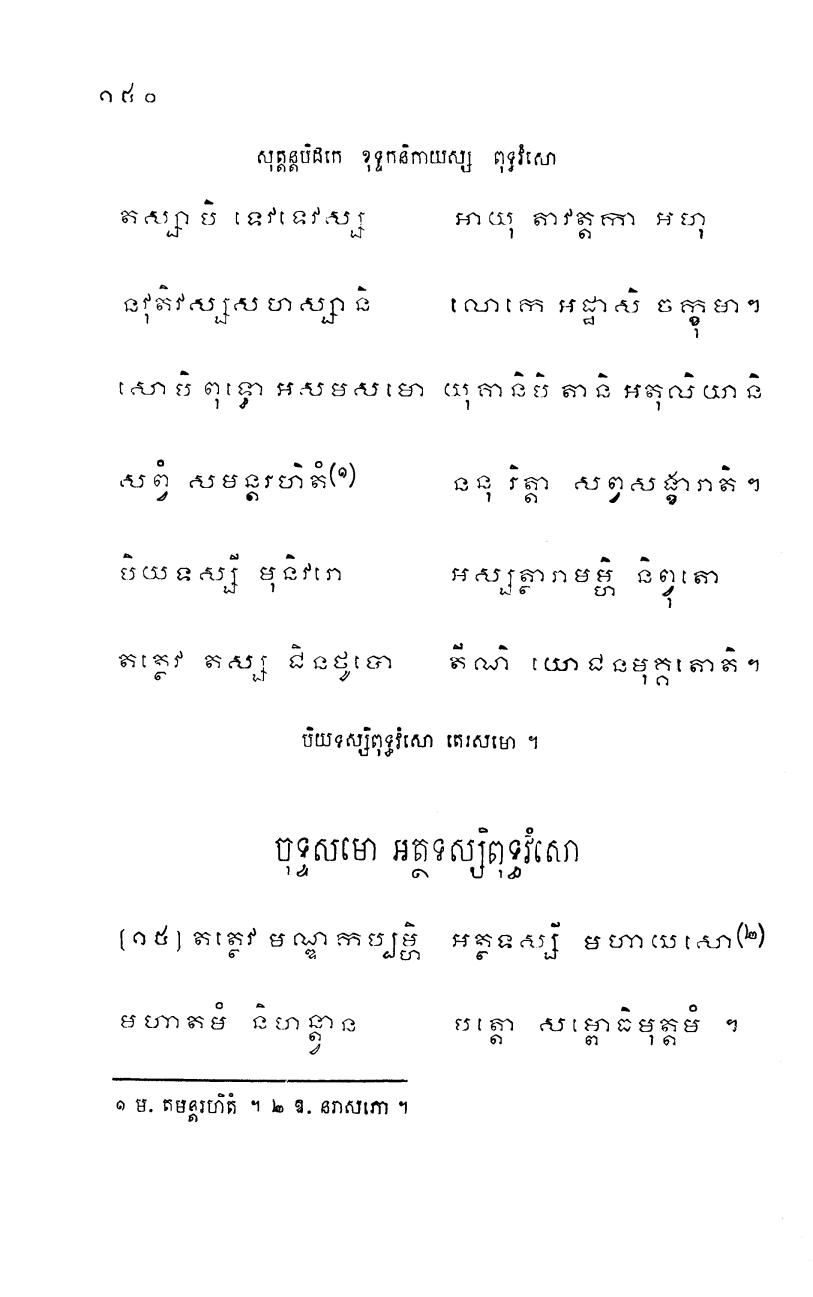 ១៥០
សុត្តន្តបិដកេ ខុទ្ទកនិកាយស្ស ពុទ្ធវំសោ
តស្សាបិ ទេវទេវស្ស អាយុ តាវត្តកា អហុ
នវុតិវស្សសហស្សានិ លោកេ អដ្ឋាសិ ចក្ខុមា។
សោបិ ពុទ្ធោ អសមសមោ យុគានិបិ តានិ អតុលិយានិ
សព្វំ សមន្តរហិតំ(១) ននុ រិត្តា សព្វសង្ខារាតិ។
បិយទស្សី មុនិវរោ អស្សត្ថារាមម្ហិ និព្វុតោ
តត្ថេវ តស្ស ជិនថូបោ តីណិ យោជនមុគ្គតោតិ។
បិយទស្សិពុទ្ធវំសោ តេរសមោ ។
ចុទ្ទសមោ អត្ថទស្សិពុទ្ធវំសោ
[១៥] តត្ថេវ មណ្ឌកប្បម្ហិ អត្ថទស្សី មហាយសោ(២)
មហាតមំ និហន្ត្វាន បត្តោ សម្ពោធិមុត្តមំ ។
១ ម. តមន្តរហិតំ ។ ២ ឱ. នរាសភោ ។